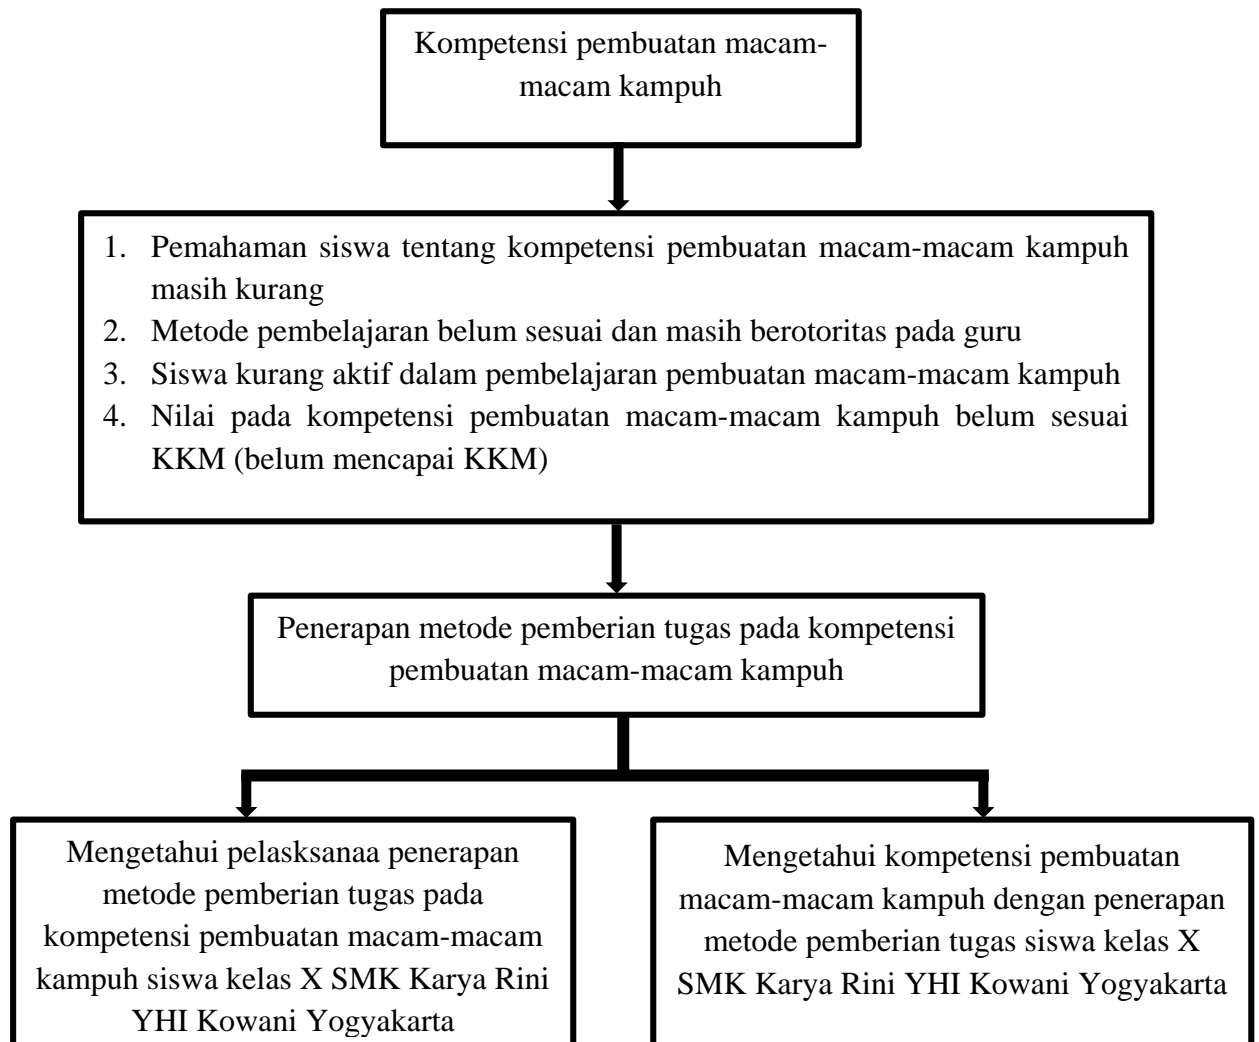 Kompetensi pembuatan macam-
macam kampuh
1. Pemahaman siswa tentang kompetensi pembuatan macam-macam kampuh
masih kurang
2. Metode pembelajaran belum sesuai dan masih berotoritas pada guru
3. Siswa kurang aktif dalam pembelajaran pembuatan macam-macam kampuh
4. Nilai pada kompetensi pembuatan macam-macam kampuh belum sesuai
KKM (belum mencapai KKM)
Penerapan metode pemberian tugas pada kompetensi
pembuatan macam-macam kampuh
Mengetahui pelasksanaa penerapan
metode pemberian tugas pada
kompetensi pembuatan macam-macam
kampuh siswa kelas X SMK Karya Rini
YHI Kowani Yogyakarta
Mengetahui kompetensi pembuatan
macam-macam kampuh dengan penerapan
metode pemberian tugas siswa kelas X
SMK Karya Rini YHI Kowani Yogyakarta